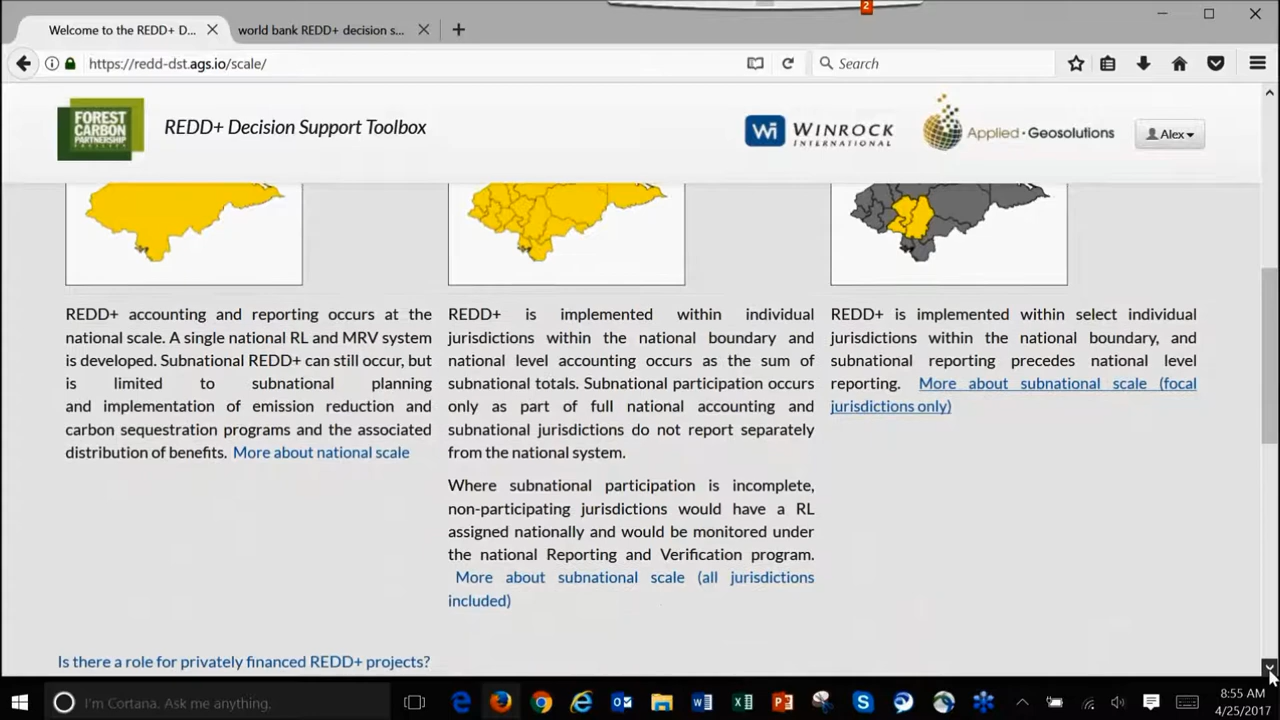 2
Welcome to the REDD+ D...
world bank REDD+ decision s...
https://redd-dst.ags.io/scale/
Search
FOREST
CARBON
PARTNERSHIP
REDD+ Decision Support Toolbox
WI WINROCK
INTERNATIONAL
Applied · Geosolutions
Alex
REDD+ accounting and reporting occurs at the
national scale. A single national RL and MRV system
is developed. Subnational REDD+ can still occur, but
is limited to subnational planning
and implementation of emission reduction and
carbon sequestration programs and the associated
distribution of benefits. More about national scale
REDD+ is implemented within individual
jurisdictions within the national boundary and
national level accounting occurs as the sum of
subnational totals. Subnational participation occurs
only as part of full national accounting and
subnational jurisdictions do not report separately
from the national system.
Where subnational participation is incomplete,
non-participating jurisdictions would have a RL
assigned nationally and would be monitored under
the national Reporting and Verification program.
More about subnational scale (all jurisdictions
included)
REDD+ is implemented within select individual
jurisdictions within the national boundary, and
subnational reporting precedes national level
reporting. More about subnational scale (focal
jurisdictions only)
Is there a role for privately financed REDD+ projects?
I'm Cortana. Ask me anything.
8:55 AM
4/25/2017